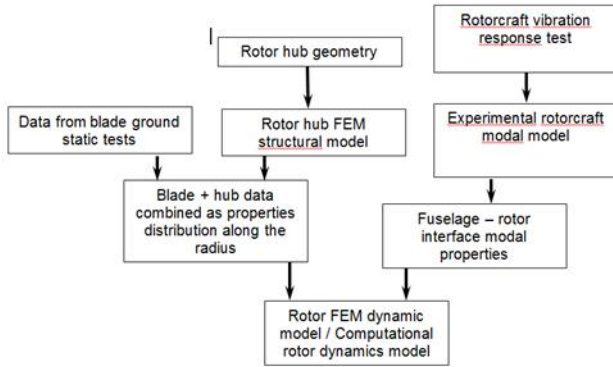 Rotor hub geometry
Rotorcraft vibration
response test
Data from blade ground
static tests
Rotor hub FEM
structural model
Experimental rotorcraft
modal model
Blade + hub data
combined as properties
distribution along the
radius
Fuselage – rotor
interface modal
properties
Rotor FEM dynamic
model / Computational
rotor dynamics model